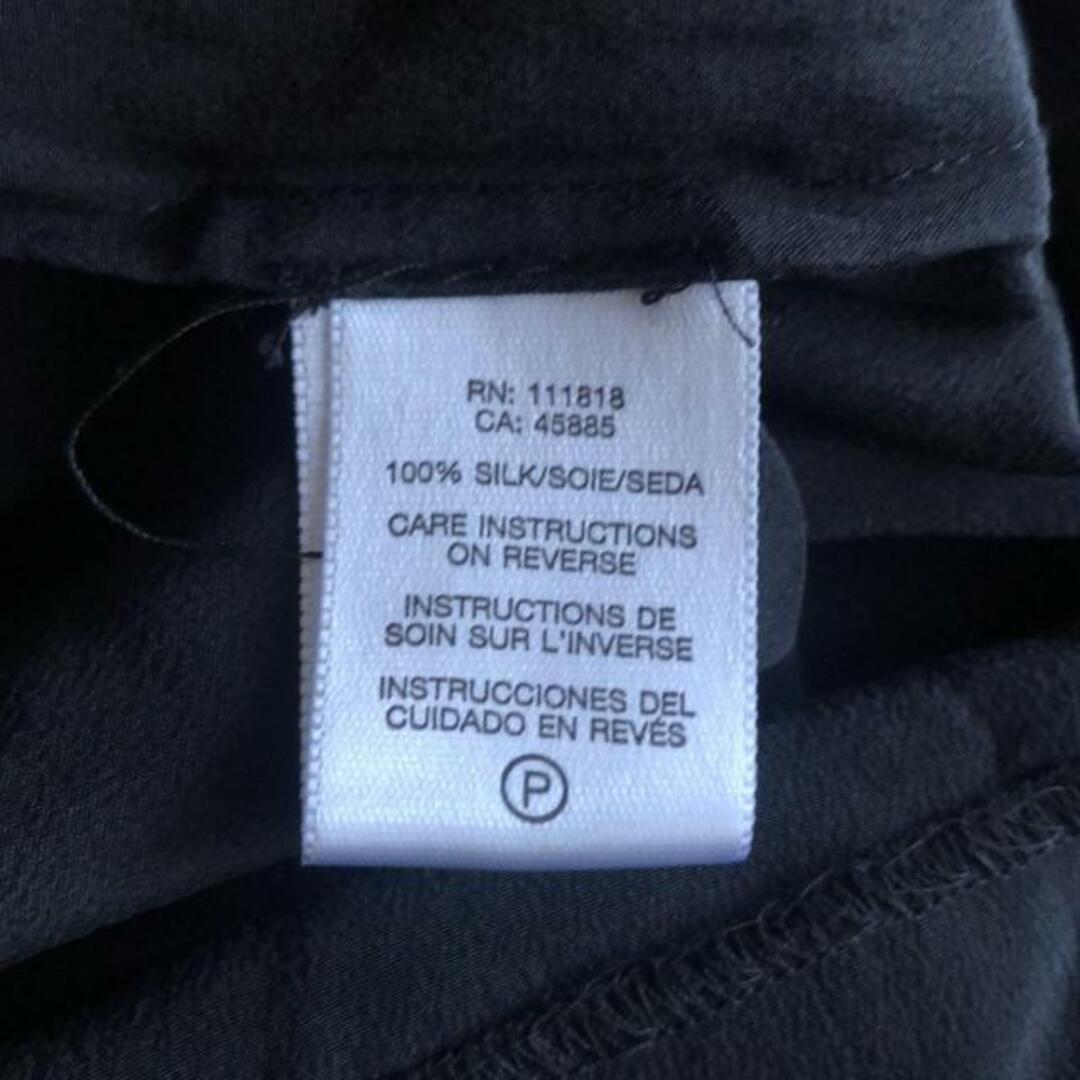 RN: 111818
CA: 45885
100% SILK/SOIE/SEDA
CARE INSTRUCTIONS
ON REVERSE
INSTRUCTIONS DE
SOIN SUR L'INVERSE
INSTRUCCIONES DEL
CUIDADO EN REVÉS
P